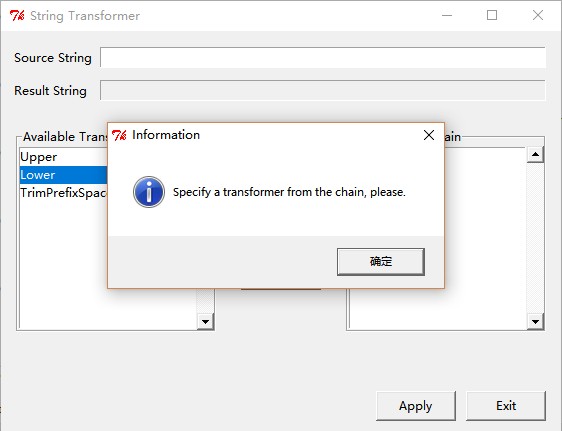 String Transformer
Source String
Result String
Information
Specify a transformer from the chain, please.
确定
Available Trans
ain
Upper
Lower
TrimPrefixSpac
Apply
Exit